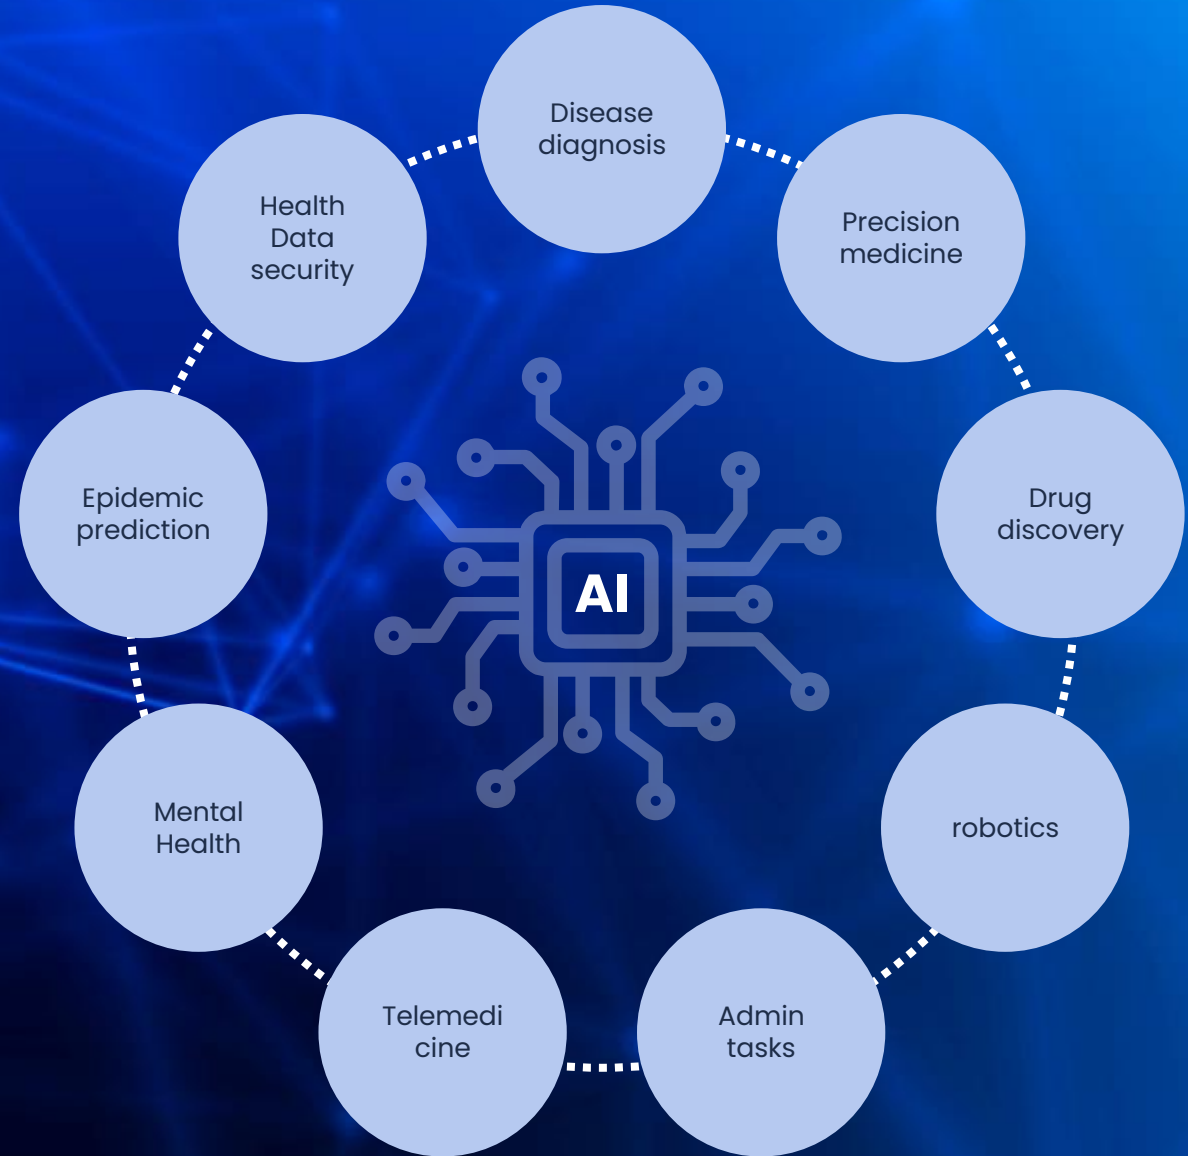 Disease
diagnosis
Precision
medicine
Drug
discovery
robotics
Admin
tasks
Telemedi
cine
Mental
Health
Epidemic
prediction
Health
Data
security
AI